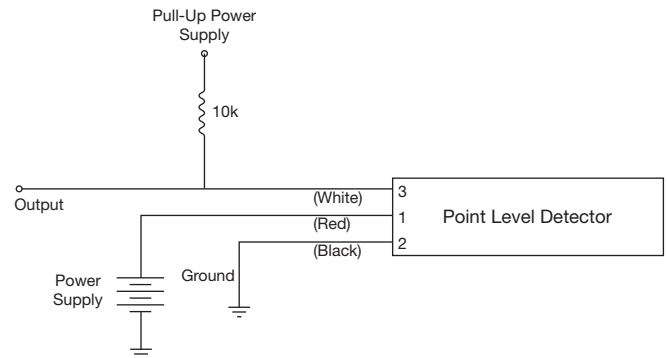 Pull-Up Power
Supply
10k
Output
(White)
3
(Red)
1
Point Level Detector
(Black)
2
Power
Supply
Ground